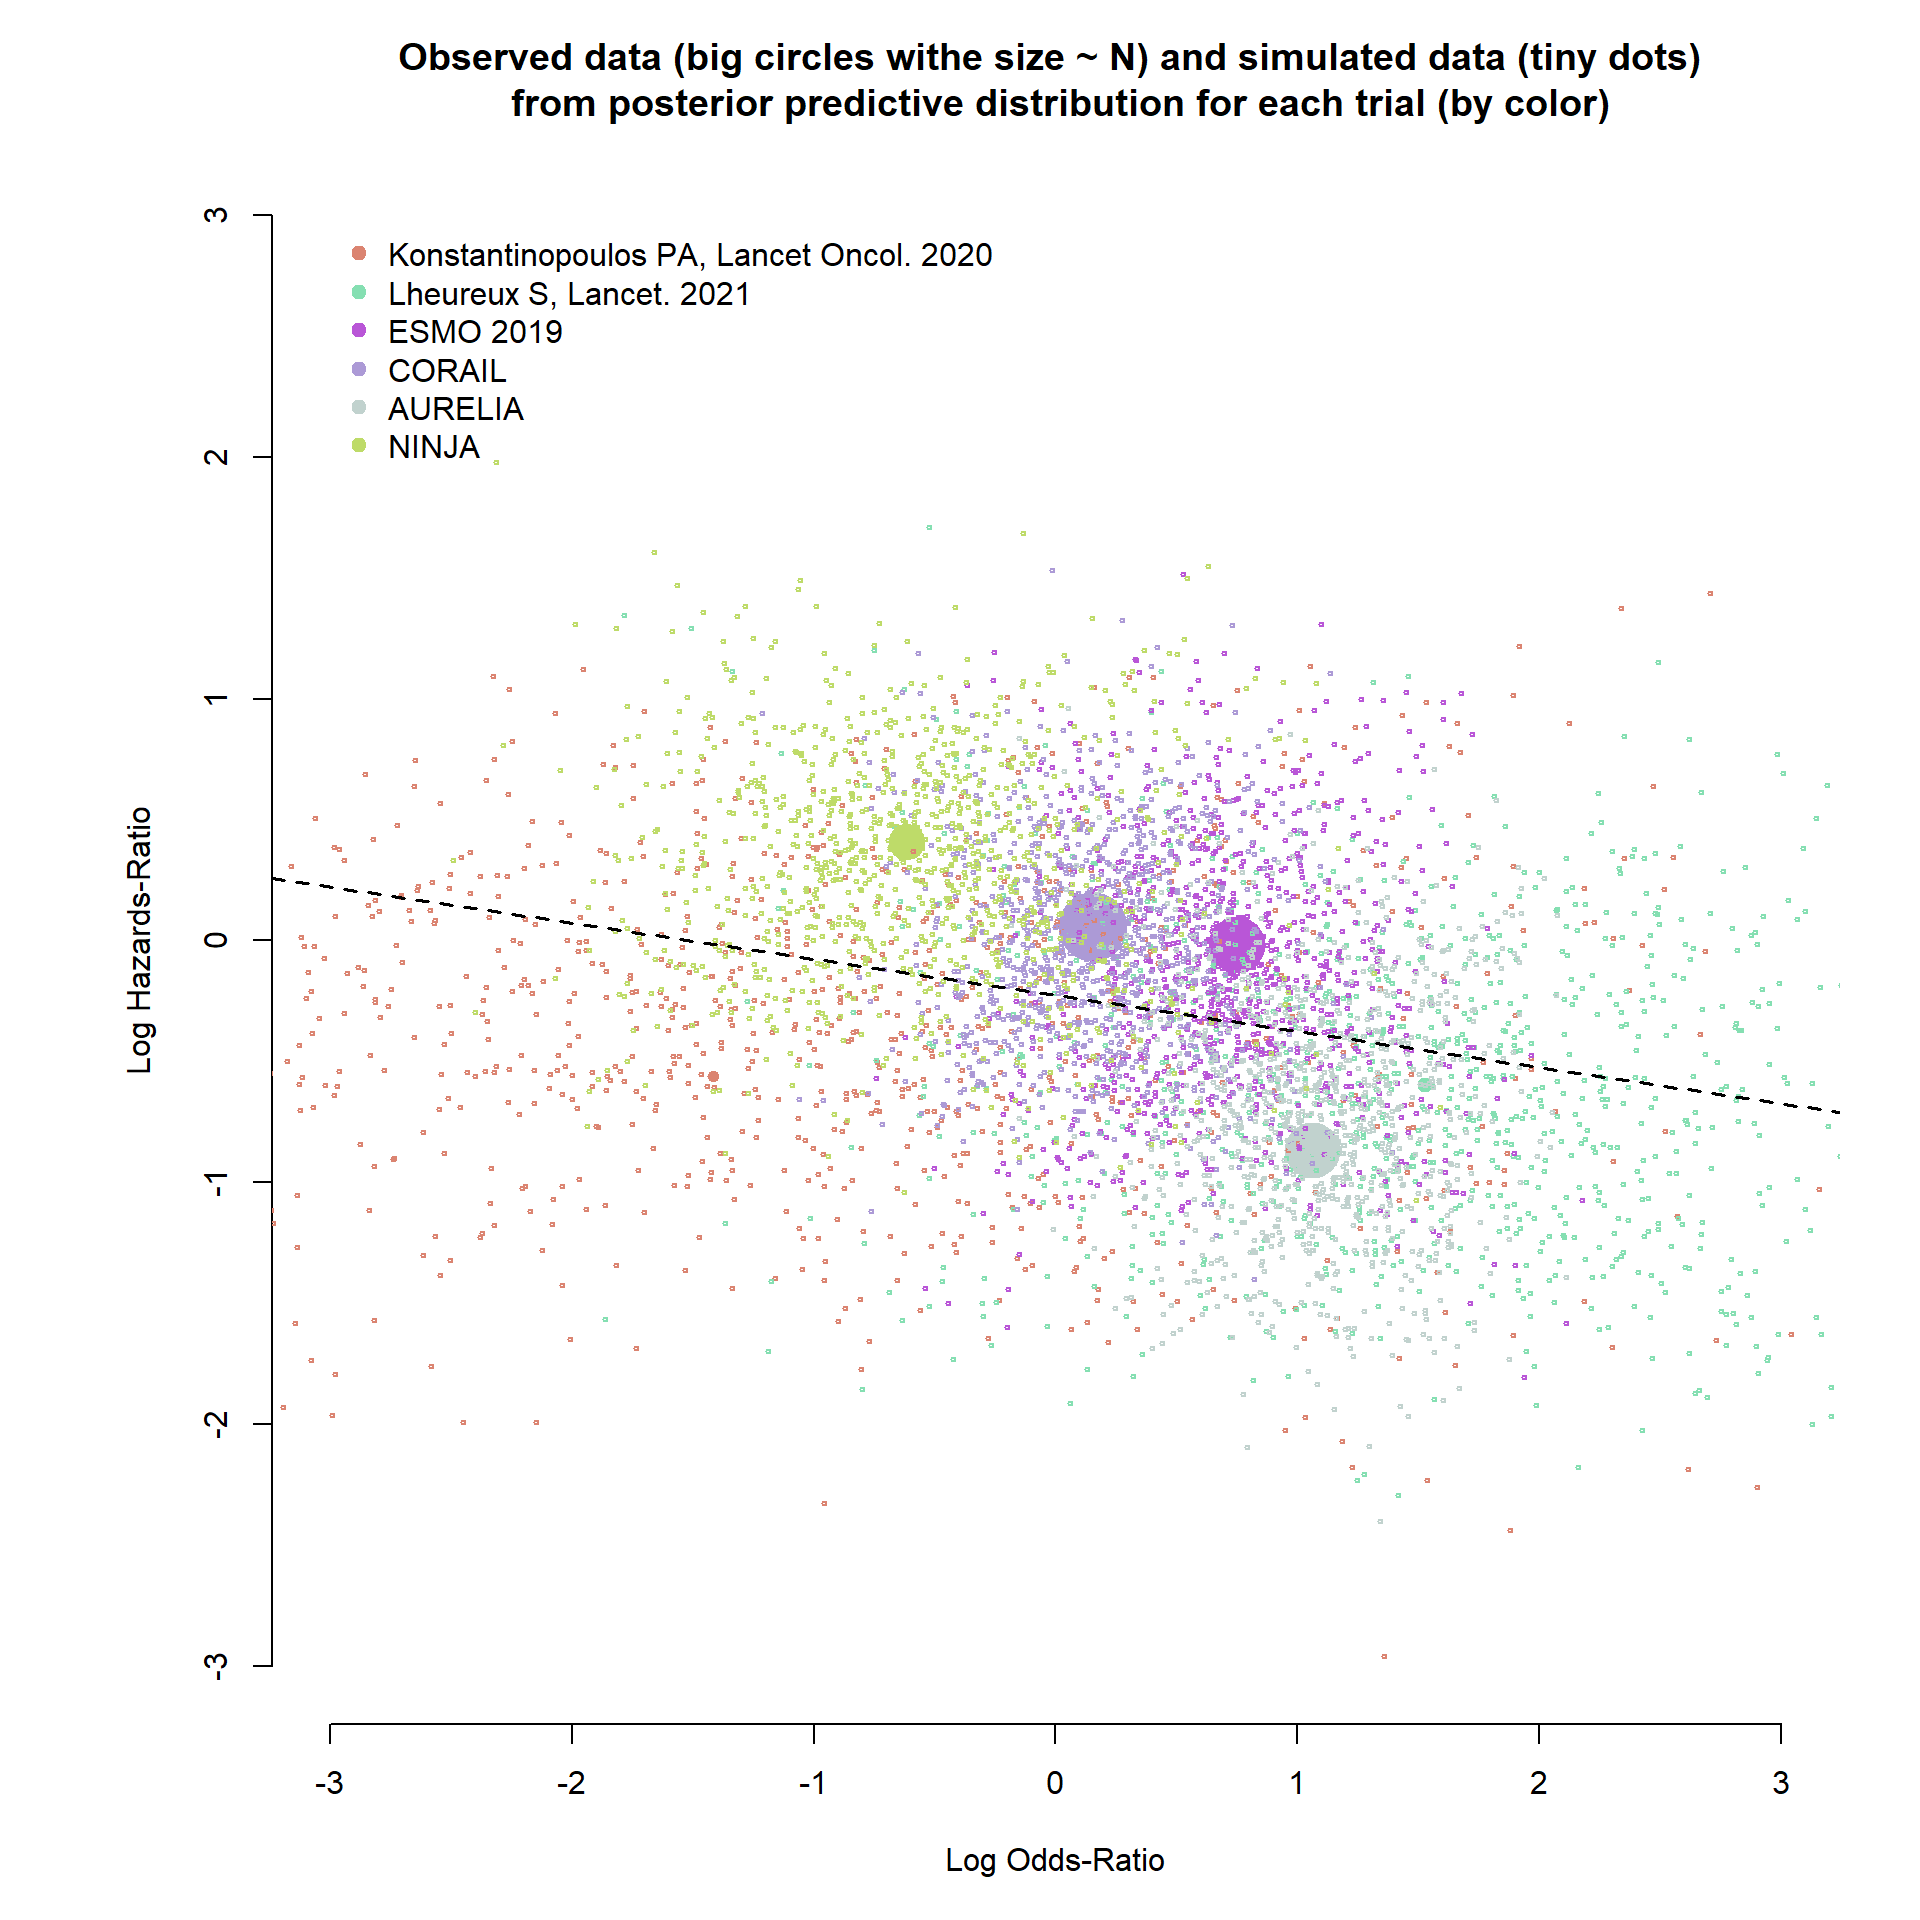 Observed data (big circles withe size ~ N) and simulated data (tiny dots)
from posterior predictive distribution for each trial (by color)
3
2
1
0
-1
-2
-3
Log Hazards-Ratio
Konstantinopoulos PA, Lancet Oncol. 2020
Lheureux S, Lancet. 2021
ESMO 2019
CORAIL
AURELIA
NINJA
-3 -2 -1 0 1 2 3
Log Odds-Ratio